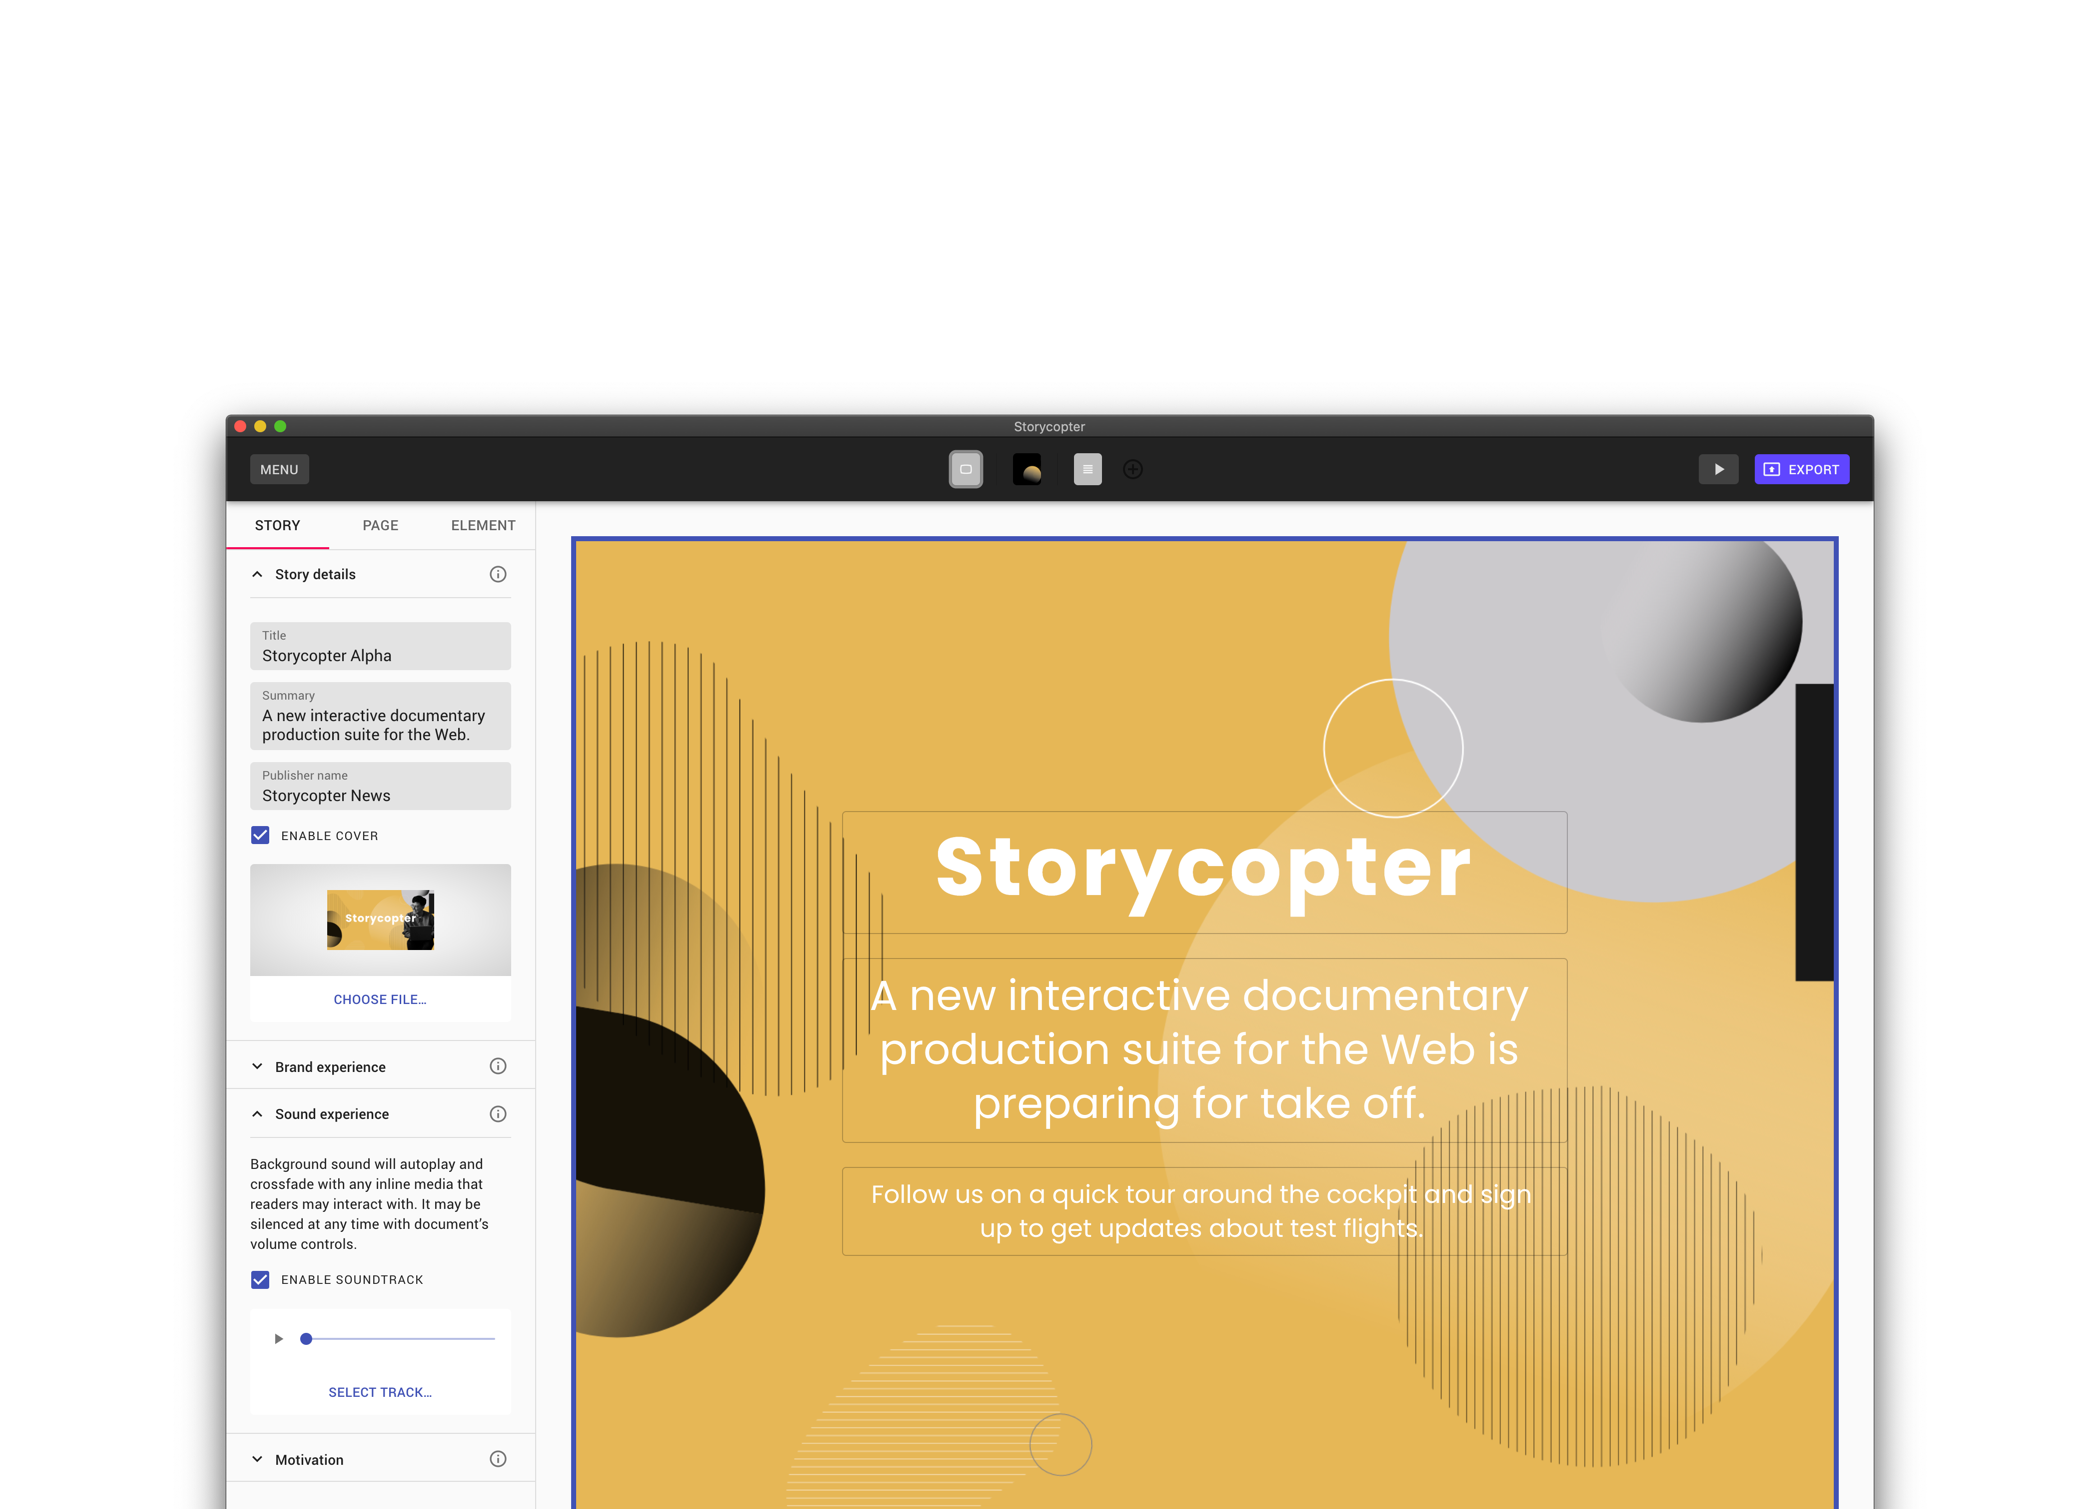 Storycopter
MENU
EXPORT
STORY
PAGE
ELEMENT
Story details
Title
Storycopter Alpha
Summary
A new interactive documentary
production suite for the Web.
Publisher name
Storycopter News
ENABLE COVER
Storycopter
CHOOSE FILE...
Brand experience
Sound experience
Background sound will autoplay and
crossfade with any inline media that
readers may interact with. It may be
silenced at any time with document's
volume controls.
ENABLE SOUNDTRACK
SELECT TRACK...
Motivation
Storycopter
A new interactive documentary
production suite for the Web is
preparing for take off.
Follow us on a quick tour around the cockpit and sign
up to get updates about test flights.